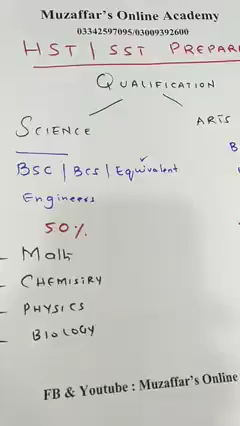 Muzaffar's Online Academy
03342597095/03009392600
HST | SST PREPAR
QUALIFICATION
SCIENCE
ARTS
BSC | BCS | Equivalent
B
Engineers
50%
- Math
- CHEMISIRY
- PHYSICS
- BIOLOGY
FB & Youtube : Muzaffar's Online